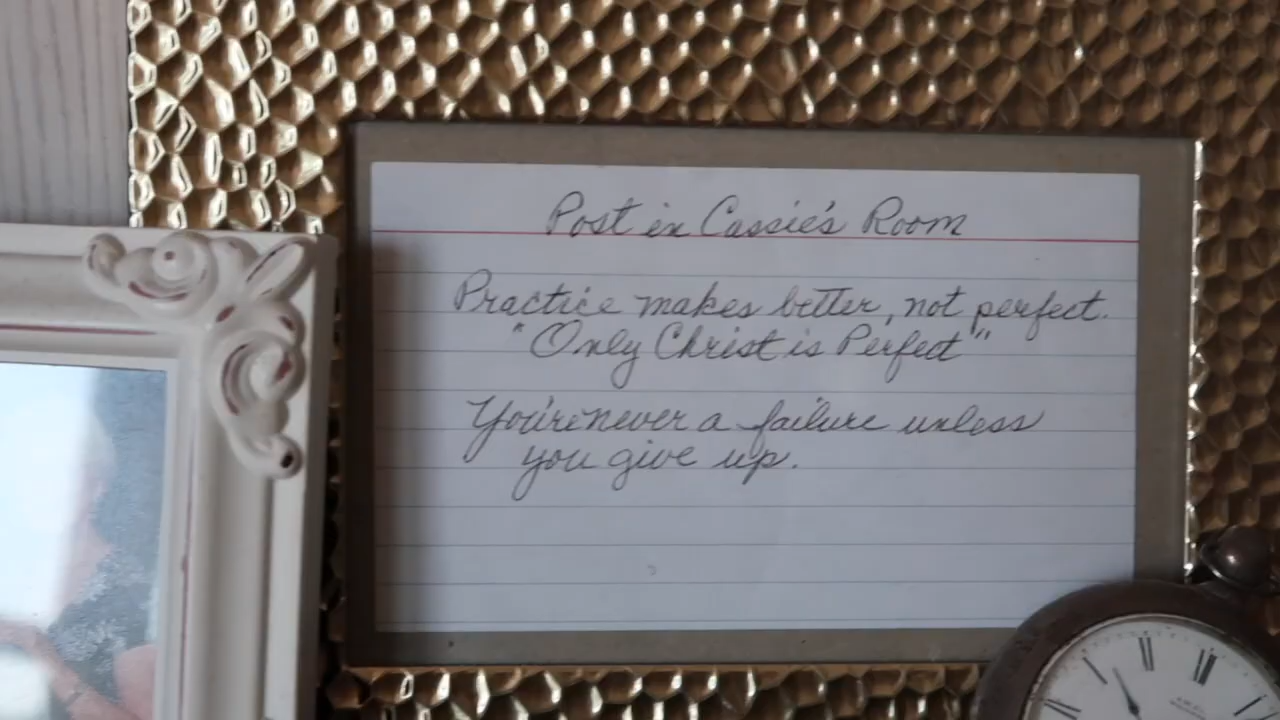 Post in Cassie's Room
Practice makes better, not perfect.
"Only Christ is Perfect"
You're never a failure unless
you give up.